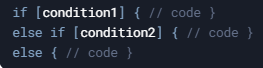 if [condition1] { // code }
else if [condition2] { // code }
else { // code }